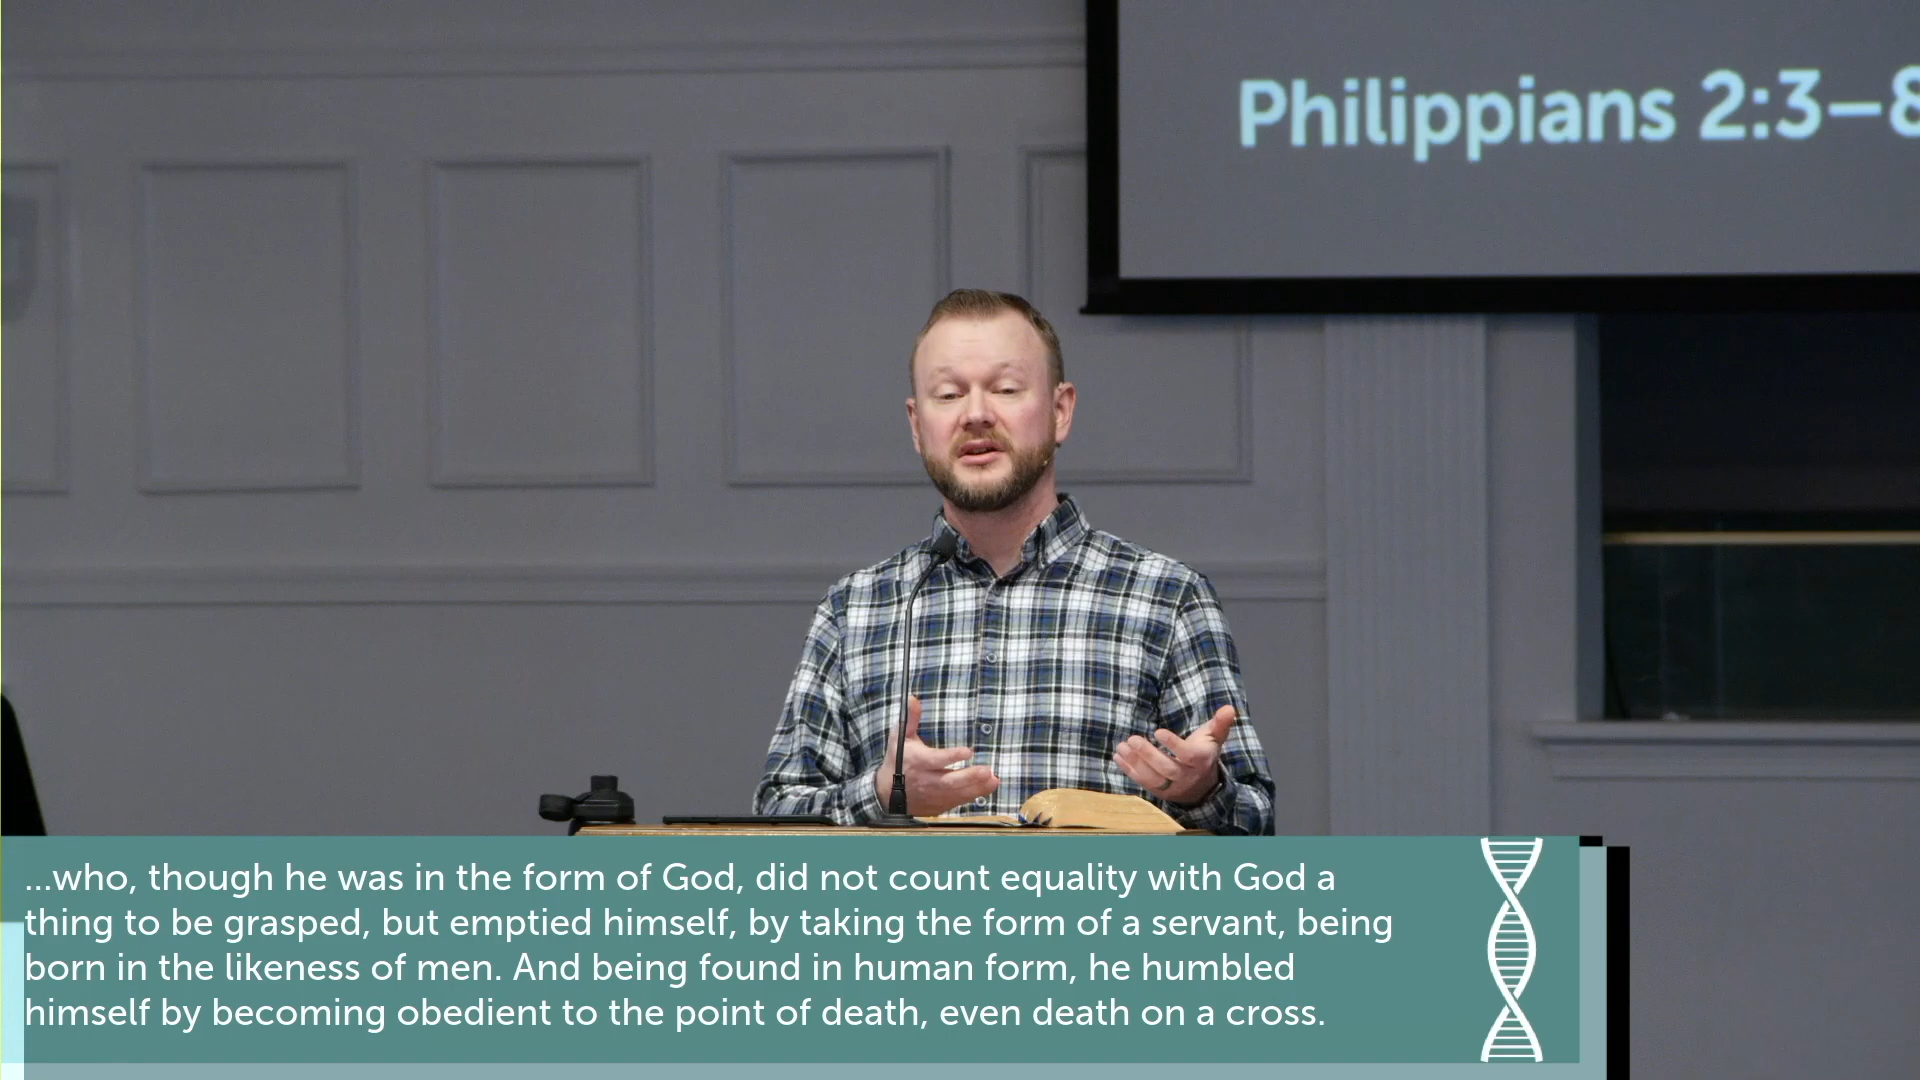 Philippians 2:3–8
...who, though he was in the form of God, did not count equality with God a
thing to be grasped, but emptied himself, by taking the form of a servant, being
born in the likeness of men. And being found in human form, he humbled
himself by becoming obedient to the point of death, even death on a cross.